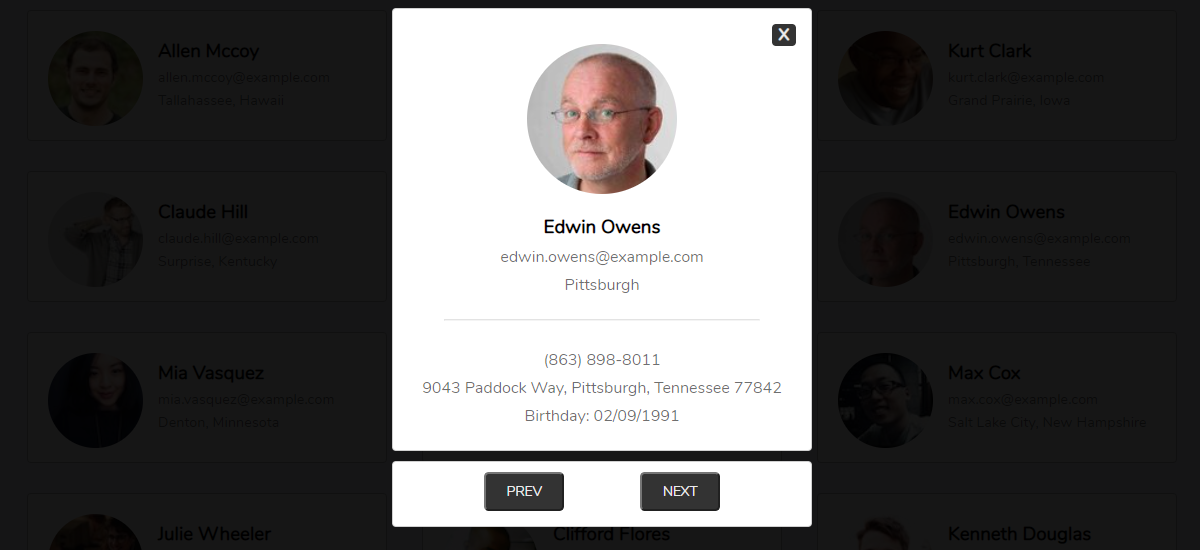 Allen Mccoy
allen.mccoy@example.com
Tallahassee, Hawaii
Claude Hill
claude.hill@example.com
Surprise, Kentucky
Mia Vasquez
mia.vasquez@example.com
Denton, Minnesota
Julie Wheeler
X
Edwin Owens
edwin.owens@example.com
Pittsburgh
(863) 898-8011
9043 Paddock Way, Pittsburgh, Tennessee 77842
Birthday: 02/09/1991
PREV
NEXT
Clifford Flores
Kurt Clark
kurt.clark@example.com
Grand Prairie, Iowa
Edwin Owens
edwin.owens@example.com
Pittsburgh, Tennessee
Max Cox
max.cox@example.com
Salt Lake City, New Hampshire
Kenneth Douglas